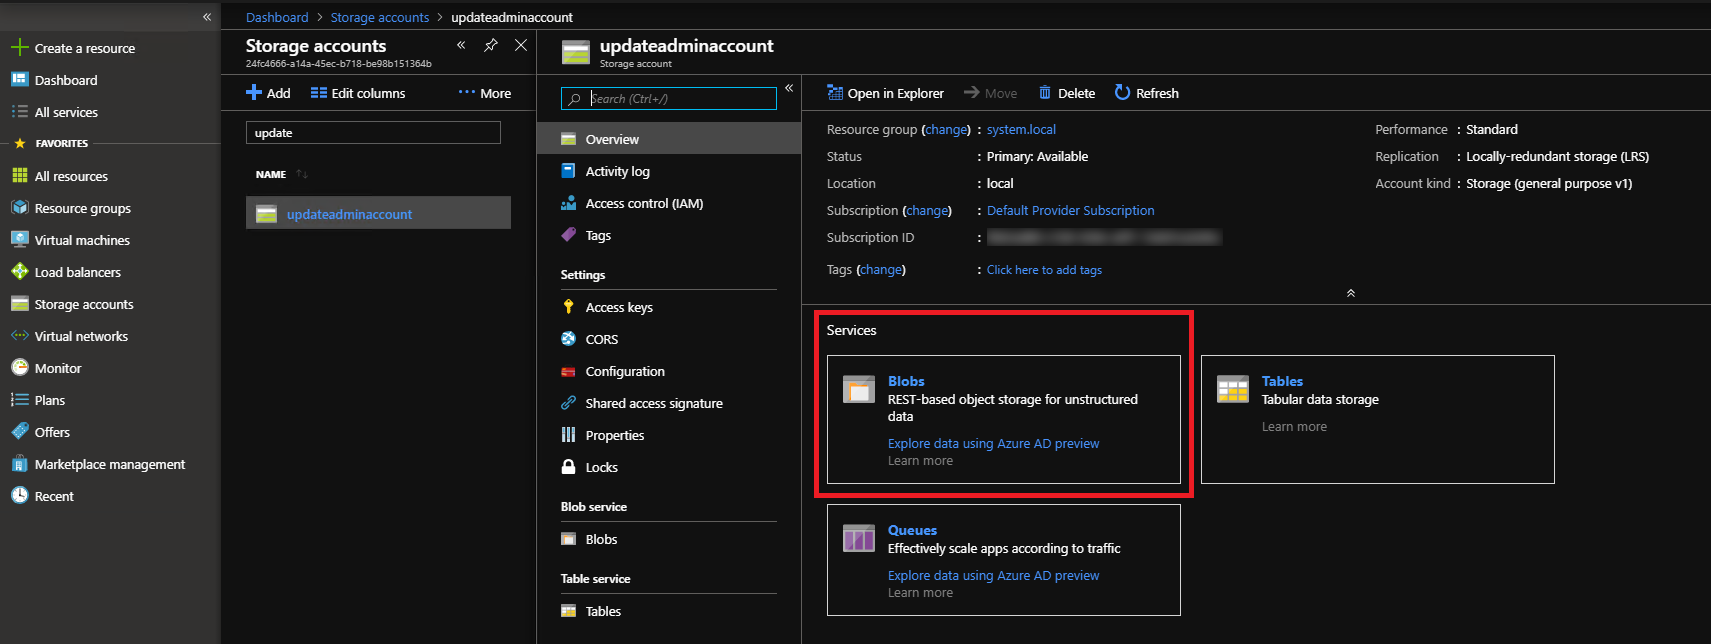 Dashboard > Storage accounts > updateadminaccount
Create a resource
Dashboard
All services
FAVORITES
All resources
Resource groups
Virtual machines
Load balancers
Storage accounts
Virtual networks
Monitor
Plans
Offers
Marketplace management
Recent
Storage accounts
24fc4666-a14a-45ec-b718-be98b151364b
Add Edit columns More
update
NAME
updateadminaccount
updateadminaccount
Storage account
Search (Ctrl+/)
Overview
Activity log
Access control (IAM)
Tags
Settings
Access keys
CORS
Configuration
Shared access signature
Properties
Locks
Blob service
Blobs
Table service
Tables
Open in Explorer Move Delete Refresh
Resource group (change) : system.local
Status : Primary: Available
Location : local
Subscription (change) : Default Provider Subscription
Subscription ID :
Tags (change) : Click here to add tags
Performance : Standard
Replication : Locally-redundant storage (LRS)
Account kind : Storage (general purpose v1)
Services
Blobs
REST-based object storage for unstructured
data
Explore data using Azure AD preview
Learn more
Tables
Tabular data storage
Learn more
Queues
Effectively scale apps according to traffic
Explore data using Azure AD preview
Learn more